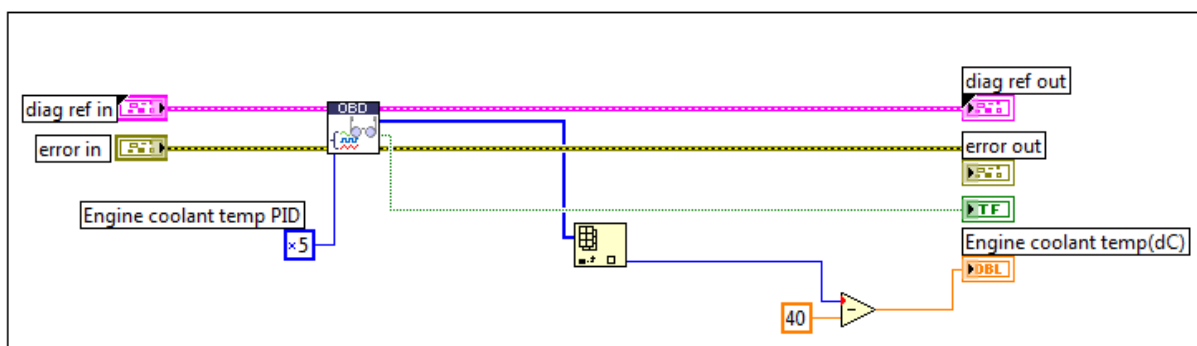 diag ref in
OBD
diag ref out
error in
error out
Engine coolant temp PID
×5
TF
Engine coolant temp(dC)
DBL
40
-